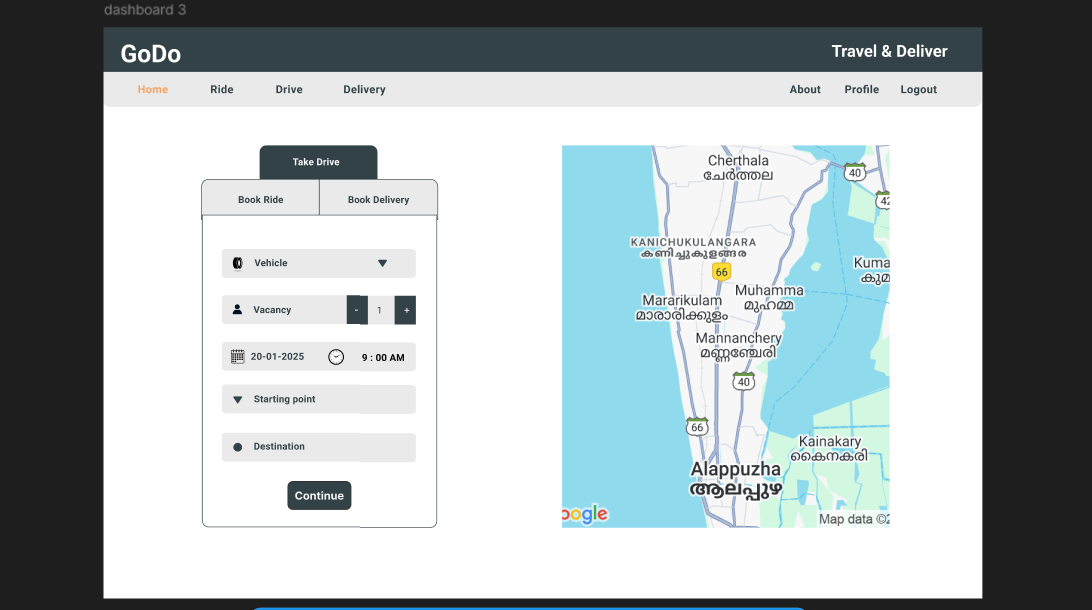 dashboard 3
GoDo
Travel & Deliver
Home
Ride
Drive
Delivery
About
Profile
Logout
Take Drive
Book Ride
Book Delivery
Vehicle
Vacancy
-
1
+
20-01-2025
9 : 00 AM
Starting point
Destination
Continue
Cherthala
ചേർത്തല
40
42
KANICHUKULANGARA
കണിച്ചുകുളങ്ങര
66
Kuma
കുമ
Muhamma
മുഹമ്മ
Mararikulam
മാരാരിക്കുളം
Mannanchery
മണ്ണഞ്ചേരി
40
66
Kainakary
കൈനകരി
Alappuzha
ആലപ്പുഴ
oogle
Map data ©2